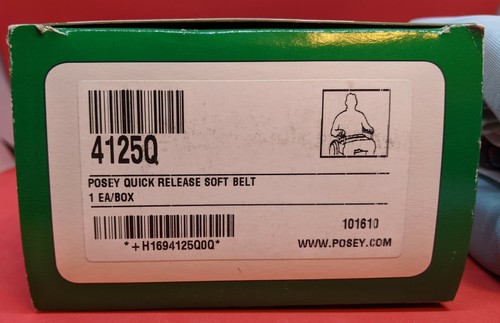 4125Q
POSEY QUICK RELEASE SOFT BELT
1 EA/BOX
101610
*+H1694125Q0Q*
WWW.POSEY.COM